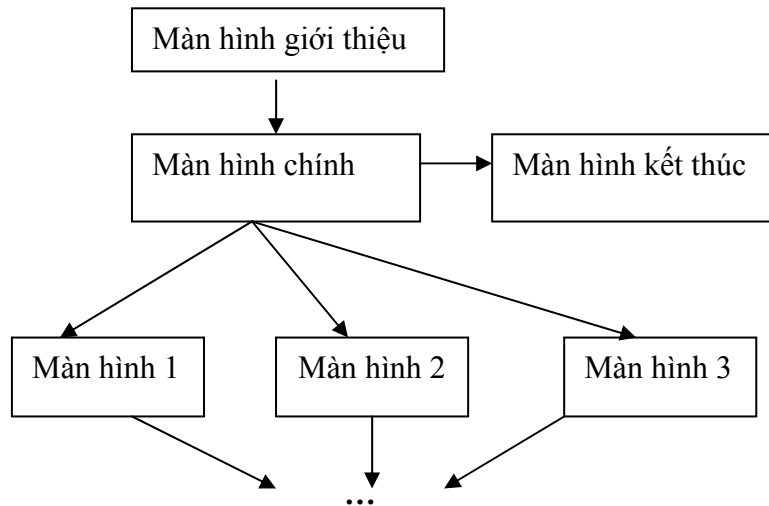 Màn hình giới thiệu
Màn hình chính
Màn hình kết thúc
Màn hình 1
Màn hình 2
Màn hình 3
...